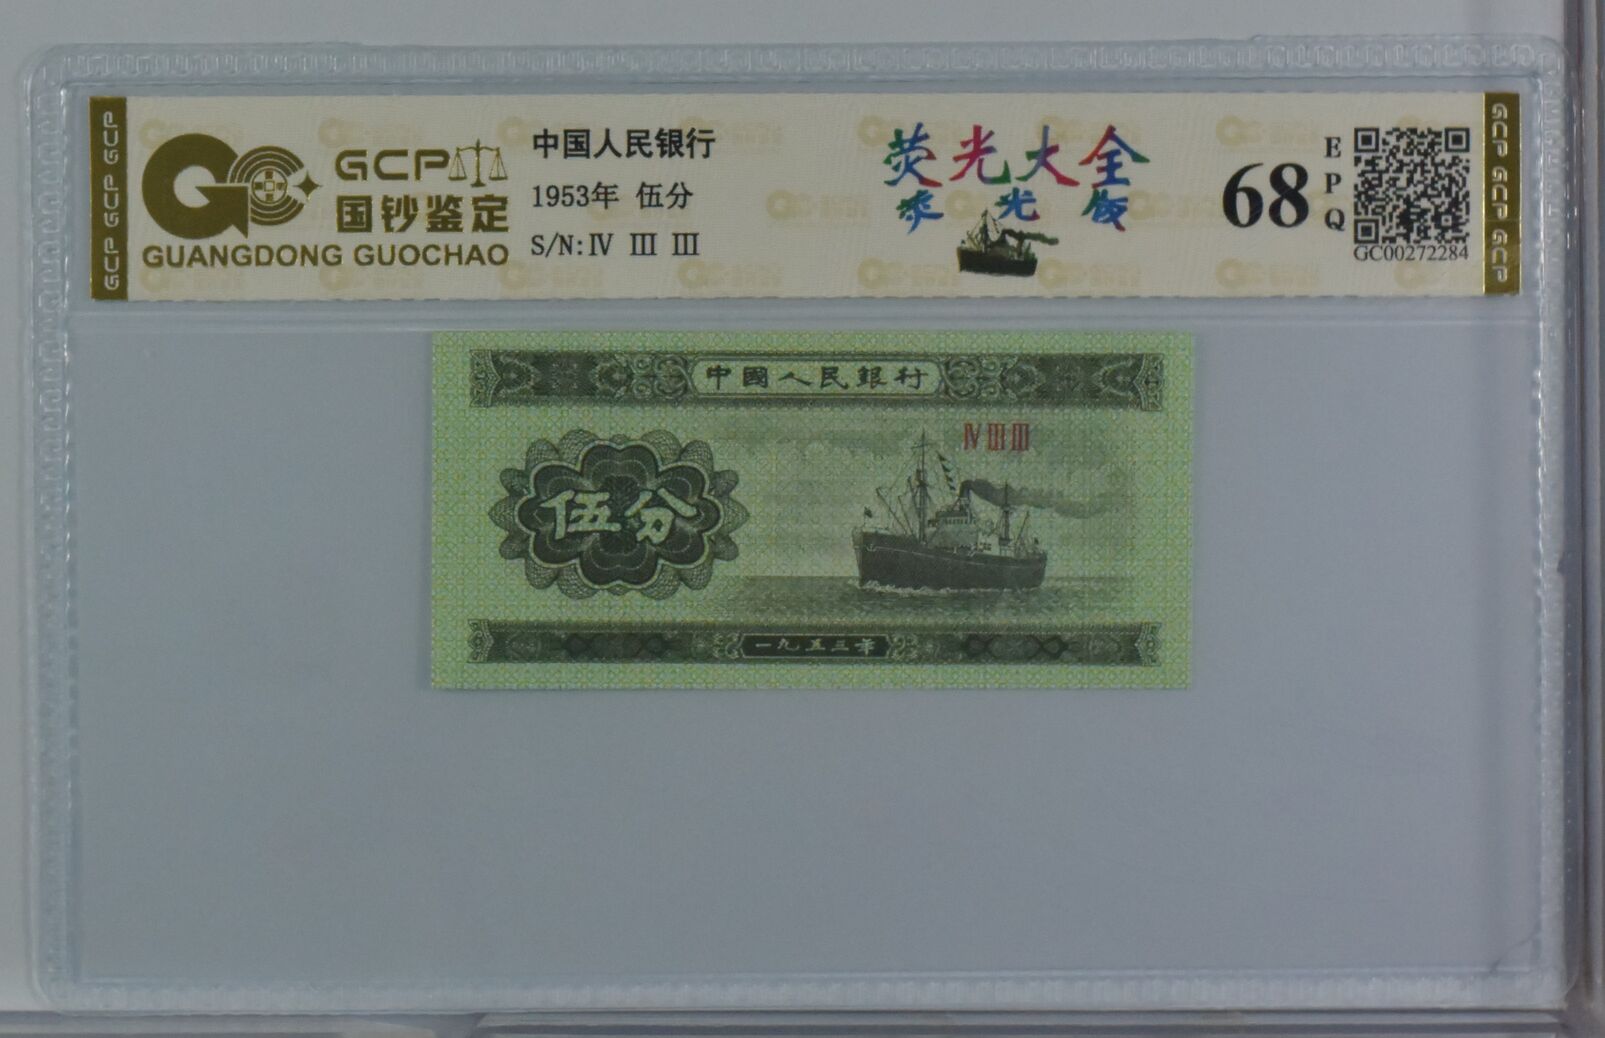 GCP GCP GCP
GCP
国钞鉴定
GUANGDONG GUOCHAO
中国人民银行
1953年 伍分
S/N:Ⅳ Ⅲ Ⅲ
荧光大全
荧光版
68
EPQ
GC00272284
GCP GCP GCP
中國人民銀行
ⅣⅢⅢ
伍分
一九五三年